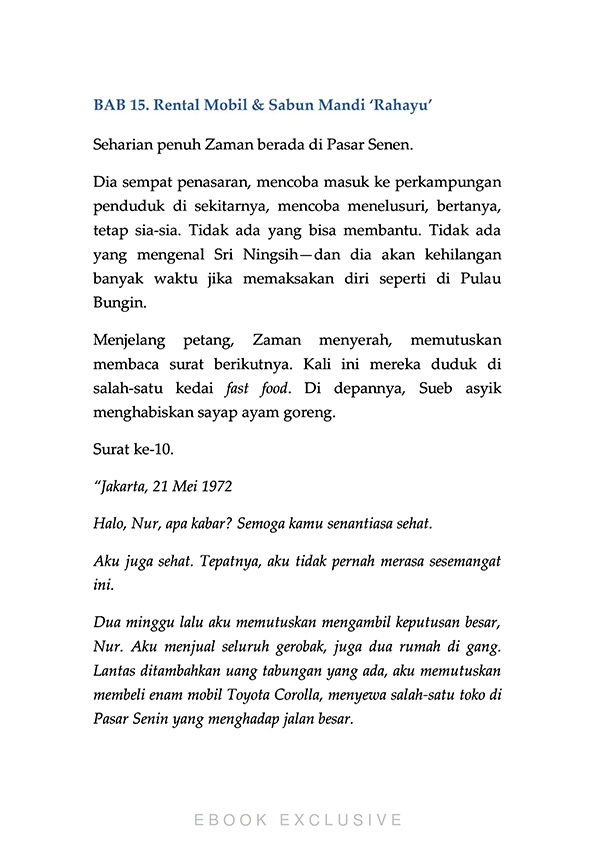 BAB 15. Rental Mobil & Sabun Mandi ‘Rahayu’
Seharian penuh Zaman berada di Pasar Senen.
Dia sempat penasaran, mencoba masuk ke perkampungan
penduduk di sekitarnya, mencoba menelusuri, bertanya,
tetap sia-sia. Tidak ada yang bisa membantu. Tidak ada
yang mengenal Sri Ningsih—dan dia akan kehilangan
banyak waktu jika memaksakan diri seperti di Pulau
Bungin.
Menjelang petang, Zaman menyerah, memutuskan
membaca surat berikutnya. Kali ini mereka duduk di
salah-satu kedai fast food. Di depannya, Sueb asyik
menghabiskan sayap ayam goreng.
Surat ke-10.
“Jakarta, 21 Mei 1972
Halo, Nur, apa kabar? Semoga kamu senantiasa sehat.
Aku juga sehat. Tepatnya, aku tidak pernah merasa sesemangat
ini.
Dua minggu lalu aku memutuskan mengambil keputusan besar,
Nur. Aku menjual seluruh gerobak, juga dua rumah di gang.
Lantas ditambahkan uang tabungan yang ada, aku memutuskan
membeli enam mobil Toyota Corolla, menyewa salah-satu toko di
Pasar Senin yang menghadap jalan besar.
EBOOK EXCLUSIVE